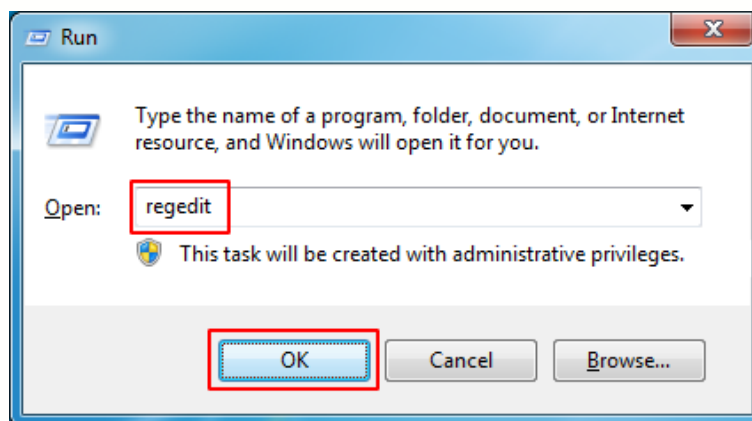 Run
Type the name of a program, folder, document, or Internet
resource, and Windows will open it for you.
Open: regedit
This task will be created with administrative privileges.
OK Cancel Browse...